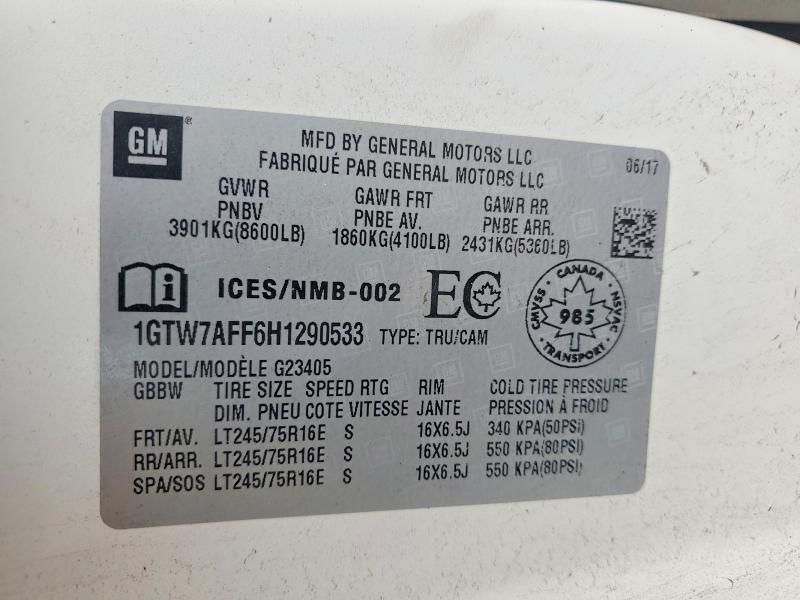 GM ®
MFD BY GENERAL MOTORS LLC
FABRIQUÉ PAR GENERAL MOTORS LLC
06/17
GVWR GAWR FRT GAWR RR
PNBV PNBE AV. PNBE ARR.
3901KG(8600LB) 1860KG(4100LB) 2431KG(5360LB)
i ICES/NMB-002 EC
CANADA
CMVSS 985 NSVAC
TRANSPORT
1GTW7AFF6H1290533 TYPE: TRU/CAM
MODEL/MODÈLE G23405
GBBW TIRE SIZE SPEED RTG RIM COLD TIRE PRESSURE
DIM. PNEU COTE VITESSE JANTE PRESSION À FROID
FRT/AV. LT245/75R16E S 16X6.5J 340 KPA(50PSI)
RR/ARR. LT245/75R16E S 16X6.5J 550 KPA(80PSI)
SPA/SOS LT245/75R16E S 16X6.5J 550 KPA(80PSI)